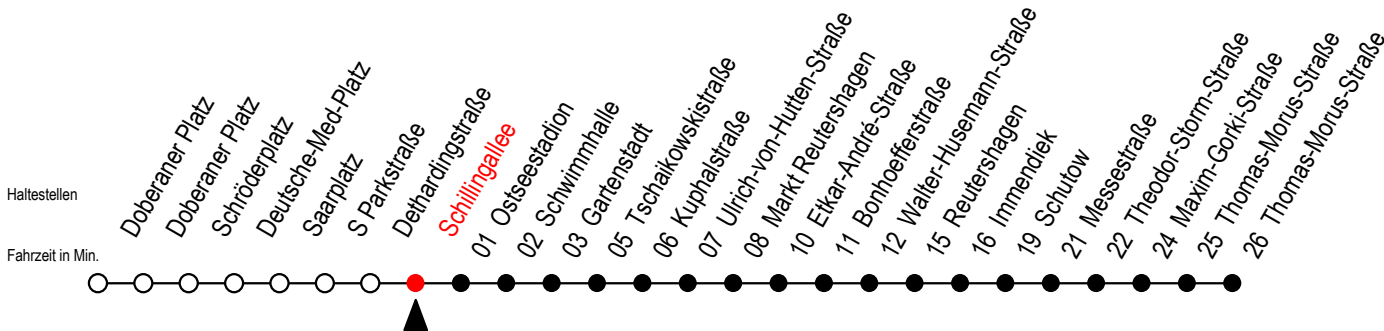 Haltestellen
Fahrzeit in Min.
Doberaner Platz
Doberaner Platz
Schröderplatz
Deutsche-Med-Platz
Saarplatz
S Parkstraße
Dethardingstraße
Schillingallee
01 Ostseestadion
02 Schwimmhalle
03 Gartenstadt
05 Tschaikowskistraße
06 Kuphalstraße
07 Ulrich-von-Hutten-Straße
08 Markt Reutershagen
10 Etkar-André-Straße
11 Bonhoefferstraße
12 Walter-Husemann-Straße
15 Reutershagen
16 Immendiek
19 Schutow
21 Messestraße
22 Theodor-Storm-Straße
24 Maxim-Gorki-Straße
25 Thomas-Morus-Straße
26 Thomas-Morus-Straße